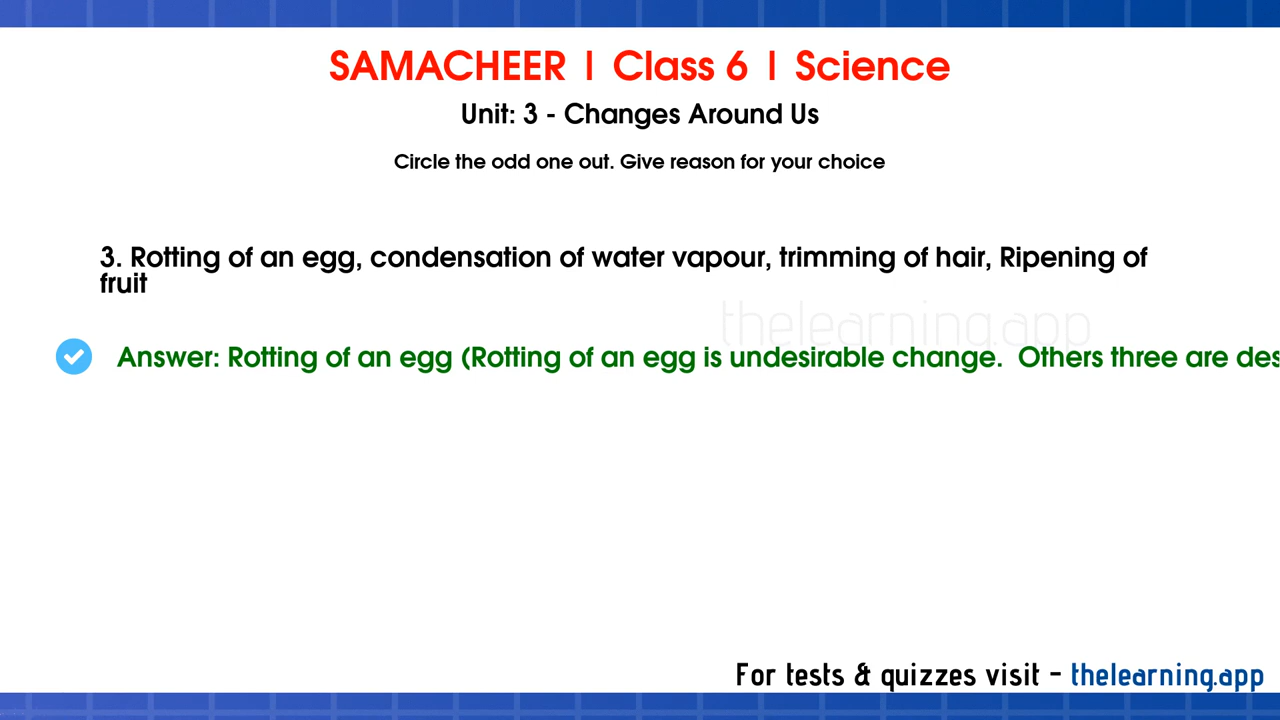 SAMACHEER | Class 6 | Science
Unit: 3 - Changes Around Us
Circle the odd one out. Give reason for your choice
3. Rotting of an egg, condensation of water vapour, trimming of hair, Ripening of
fruit
thelearning.app
Answer: Rotting of an egg (Rotting of an egg is undesirable change. Others three are des
For tests & quizzes visit - thelearning.app